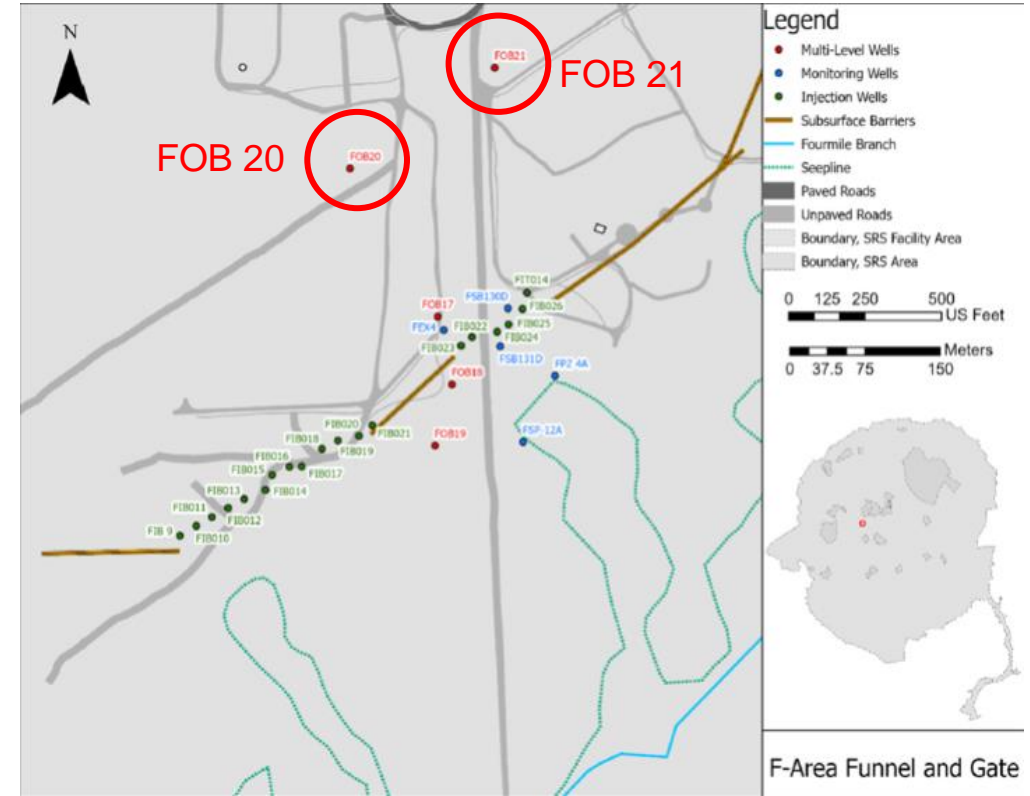 N
FOB21
FOB 21
FOB 20
FOB20
FIT014
FSB130D
FIB026
FOB17
FEX4
FIB022
FIB025
FIB023
FIB024
FSB131D
FPZ 4A
FOB18
FIB020
FIB021
FOB19
FSP-12A
FIB018
FIB019
FIB016
FIB017
FIB015
FIB014
FIB013
FIB011
FIB012
FIB 9
FIB010
Legend
Multi-Level Wells
Monitoring Wells
Injection Wells
Subsurface Barriers
Fourmile Branch
Seepline
Paved Roads
Unpaved Roads
Boundary, SRS Facility Area
Boundary, SRS Area
0 125 250 500
US Feet
Meters
0 37.5 75 150
F-Area Funnel and Gate